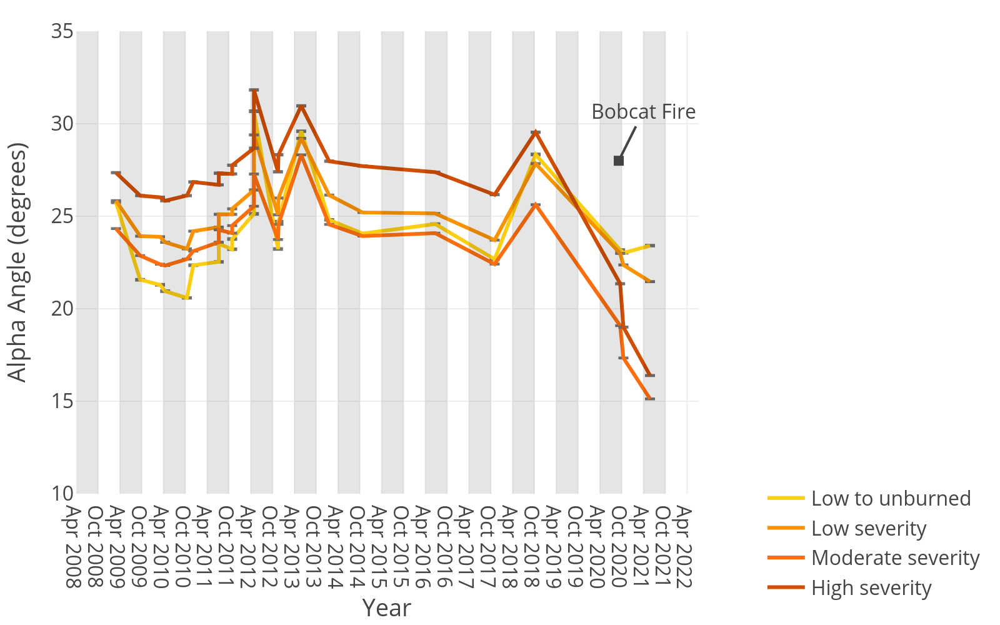 35
30
25
20
15
10
Alpha Angle (degrees)
Bobcat Fire
Apr 2008
Oct 2008
Apr 2009
Oct 2009
Apr 2010
Oct 2010
Apr 2011
Oct 2011
Apr 2012
Oct 2012
Apr 2013
Oct 2013
Apr 2014
Oct 2014
Apr 2015
Oct 2015
Apr 2016
Oct 2016
Apr 2017
Oct 2017
Apr 2018
Oct 2018
Apr 2019
Oct 2019
Apr 2020
Oct 2020
Apr 2021
Oct 2021
Apr 2022
Year
Low to unburned
Low severity
Moderate severity
High severity